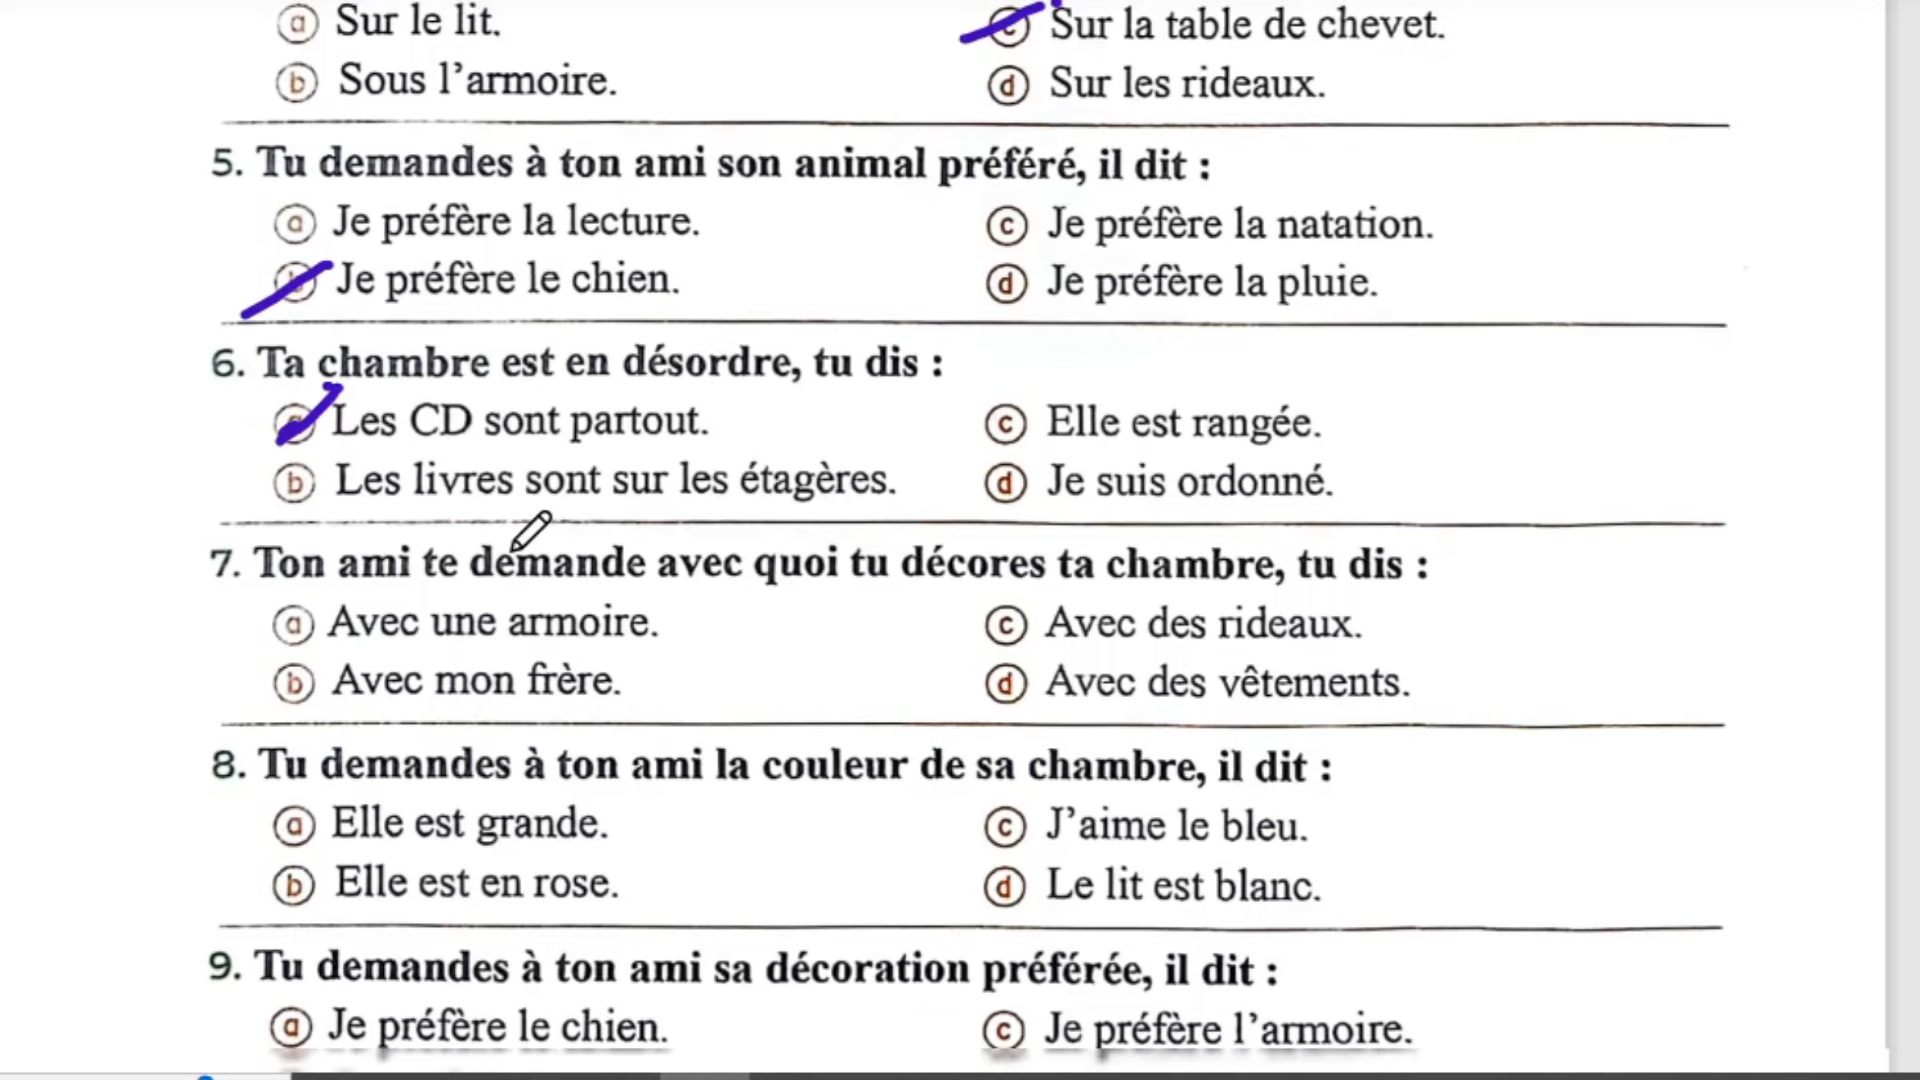 a Sur le lit.
c Sur la table de chevet.
b Sous l'armoire.
d Sur les rideaux.
5. Tu demandes à ton ami son animal préféré, il dit :
a Je préfère la lecture.
c Je préfère la natation.
b Je préfère le chien.
d Je préfère la pluie.
6. Ta chambre est en désordre, tu dis :
a Les CD sont partout.
c Elle est rangée.
b Les livres sont sur les étagères.
d Je suis ordonné.
7. Ton ami te demande avec quoi tu décores ta chambre, tu dis :
a Avec une armoire.
c Avec des rideaux.
b Avec mon frère.
d Avec des vêtements.
8. Tu demandes à ton ami la couleur de sa chambre, il dit :
a Elle est grande.
c J'aime le bleu.
b Elle est en rose.
d Le lit est blanc.
9. Tu demandes à ton ami sa décoration préférée, il dit :
a Je préfère le chien.
c Je préfère l'armoire.